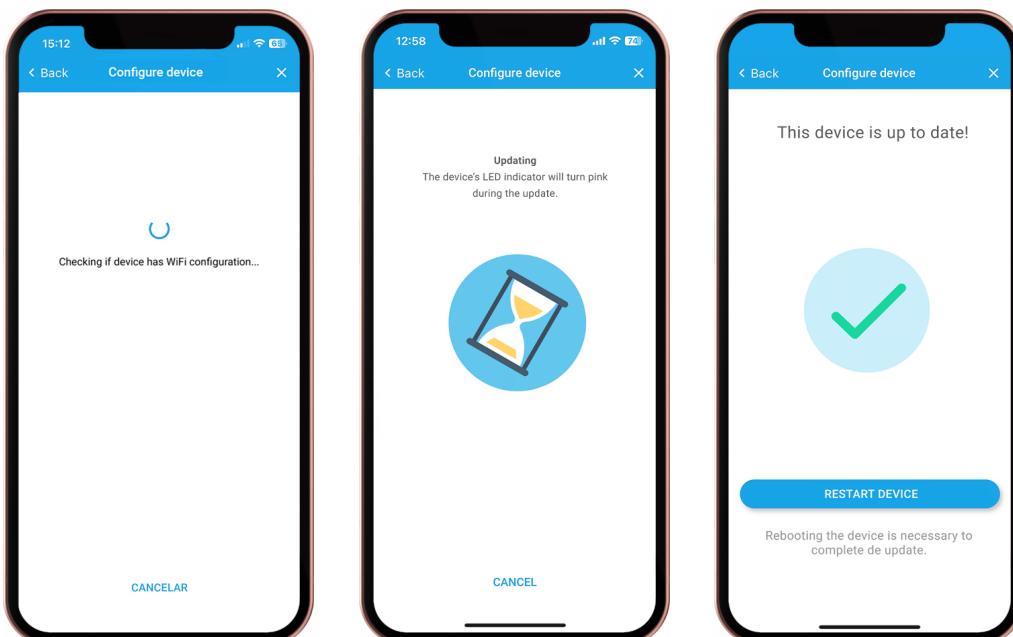 15:12
69
< Back
Configure device
Checking if device has WiFi configuration...
CANCELAR
12:58
74
< Back
Configure device
Updating
The device's LED indicator will turn pink
during the update.
CANCEL
< Back
Configure device
This device is up to date!
RESTART DEVICE
Rebooting the device is necessary to
complete de update.